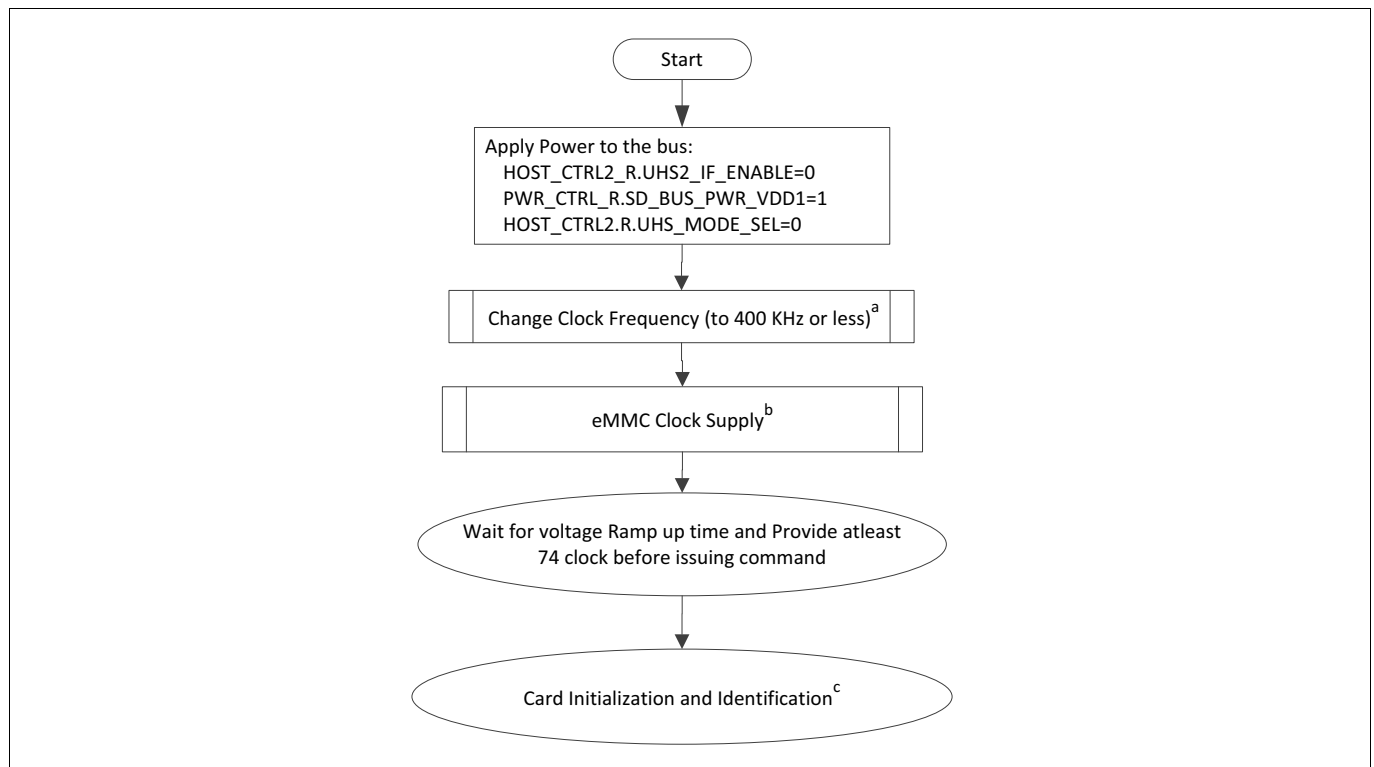 Start
Apply Power to the bus:
HOST_CTRL2_R.UHS2_IF_ENABLE=0
PWR_CTRL_R.SD_BUS_PWR_VDD1=1
HOST_CTRL2.R.UHS_MODE_SEL=0
Change Clock Frequency (to 400 KHz or less)a
eMMC Clock Supplyb
Wait for voltage Ramp up time and Provide atleast
74 clock before issuing command
Card Initialization and Identificationc